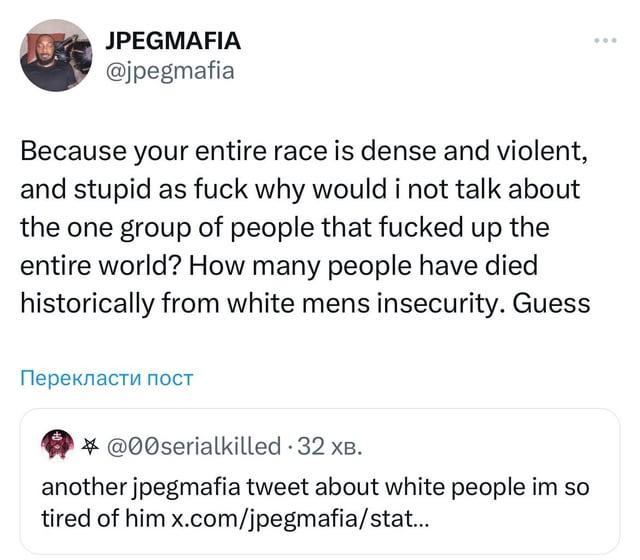 JPEGMAFIA
@jpegmafia
Because your entire race is dense and violent,
and stupid as fuck why would i not talk about
the one group of people that fucked up the
entire world? How many people have died
historically from white mens insecurity. Guess
Перекласти пост
⛧ @00serialkilled · 32 хв.
another jpegmafia tweet about white people im so
tired of him x.com/jpegmafia/stat...